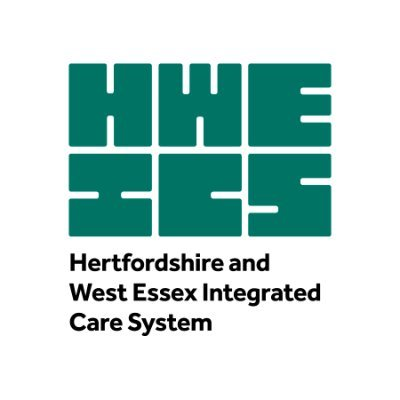 HWE
ICS
Hertfordshire and
West Essex Integrated
Care System